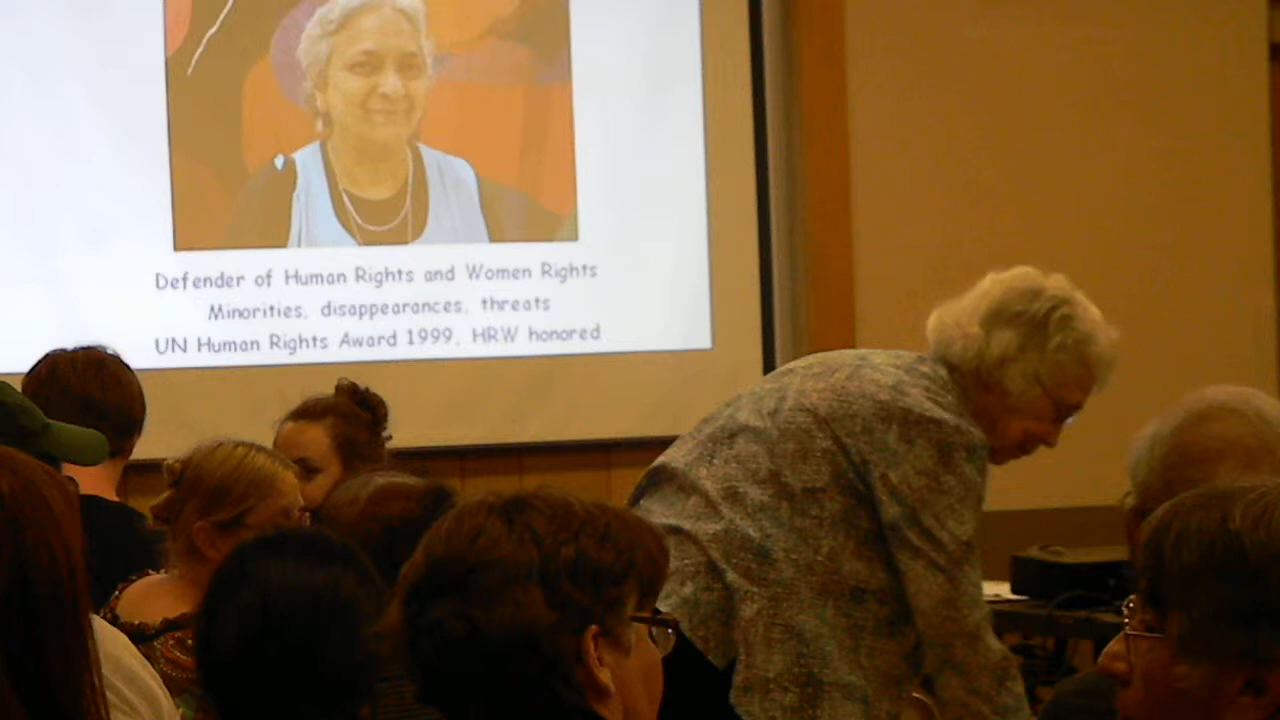 Defender of Human Rights and Women Rights
Minorities, disappearances, threats
UN Human Rights Award 1999, HRW honored